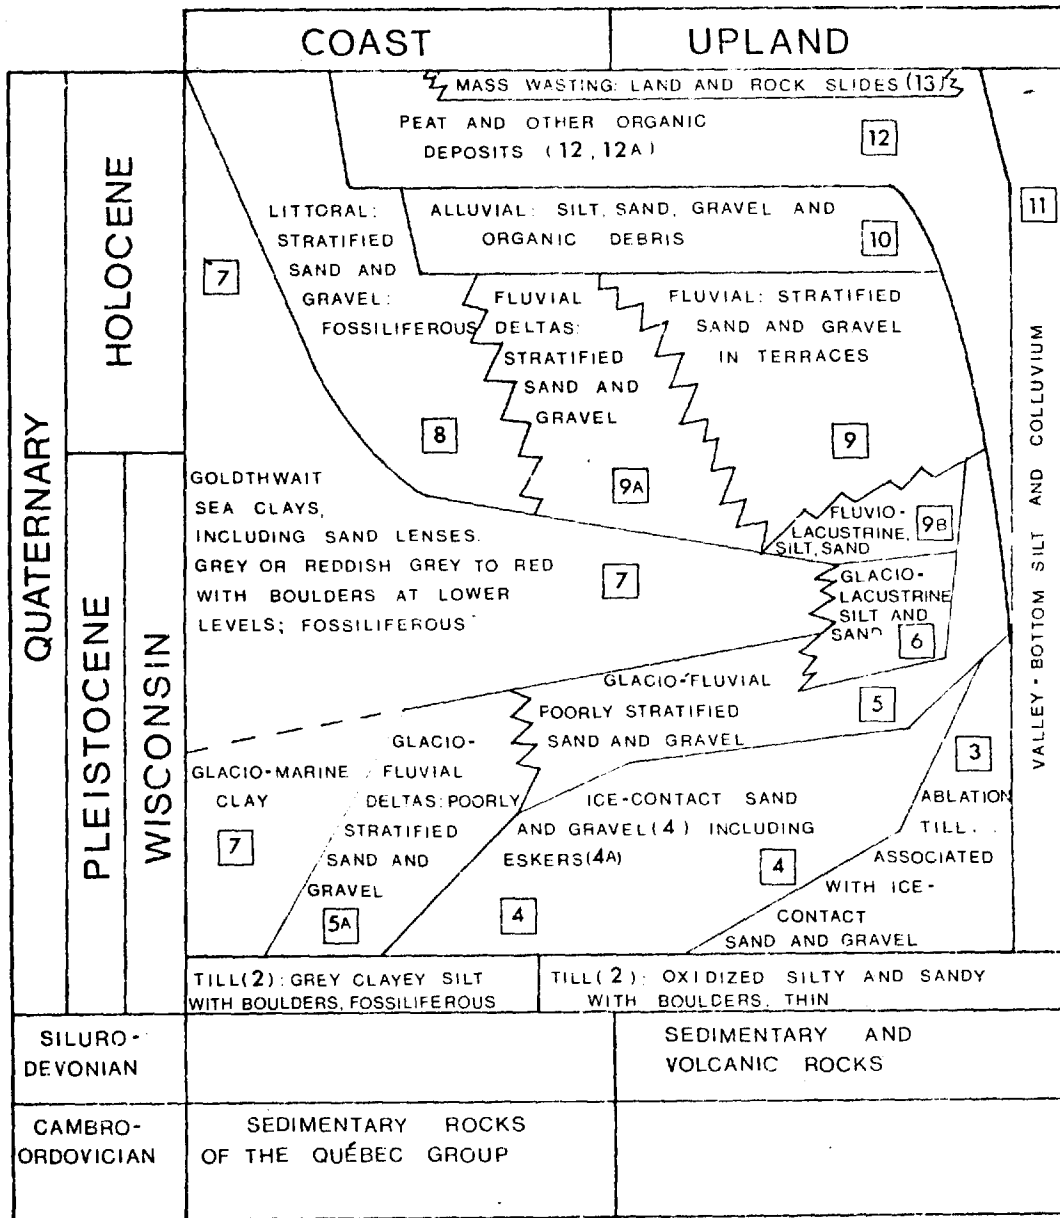 COAST
UPLAND
QUATERNARY
HOLOCENE
PLEISTOCENE
WISCONSIN
MASS WASTING: LAND AND ROCK SLIDES (13)
PEAT AND OTHER ORGANIC
DEPOSITS (12, 12A)
12
11
LITTORAL:
STRATIFIED
SAND AND
GRAVEL:
FOSSILIFEROUS
8
ALLUVIAL: SILT, SAND, GRAVEL AND
ORGANIC DEBRIS
10
7
FLUVIAL
DELTAS:
STRATIFIED
SAND AND
GRAVEL
9A
FLUVIAL: STRATIFIED
SAND AND GRAVEL
IN TERRACES
9
VALLEY-BOTTOM SILT AND COLLUVIUM
GOLDTHWAIT
SEA CLAYS,
INCLUDING SAND LENSES.
GREY OR REDDISH GREY TO RED
WITH BOULDERS AT LOWER
LEVELS; FOSSILIFEROUS
7
FLUVIO-
LACUSTRINE,
SILT, SAND
9B
GLACIO-
LACUSTRINE
SILT AND
SAND
6
GLACIO-FLUVIAL
POORLY STRATIFIED
SAND AND GRAVEL
5
GLACIO-MARINE
CLAY
7
GLACIO-
FLUVIAL
DELTAS: POORLY
STRATIFIED
SAND AND
GRAVEL
5A
ICE-CONTACT SAND
AND GRAVEL (4) INCLUDING
ESKERS (4A)
4
4
3
ABLATION
TILL..
ASSOCIATED
WITH ICE-
CONTACT
SAND AND GRAVEL
TILL(2): GREY CLAYEY SILT
WITH BOULDERS, FOSSILIFEROUS
TILL(2): OXIDIZED SILTY AND SANDY
WITH BOULDERS, THIN
SILURO-
DEVONIAN
SEDIMENTARY AND
VOLCANIC ROCKS
CAMBRO-
ORDOVICIAN
SEDIMENTARY ROCKS
OF THE QUÉBEC GROUP